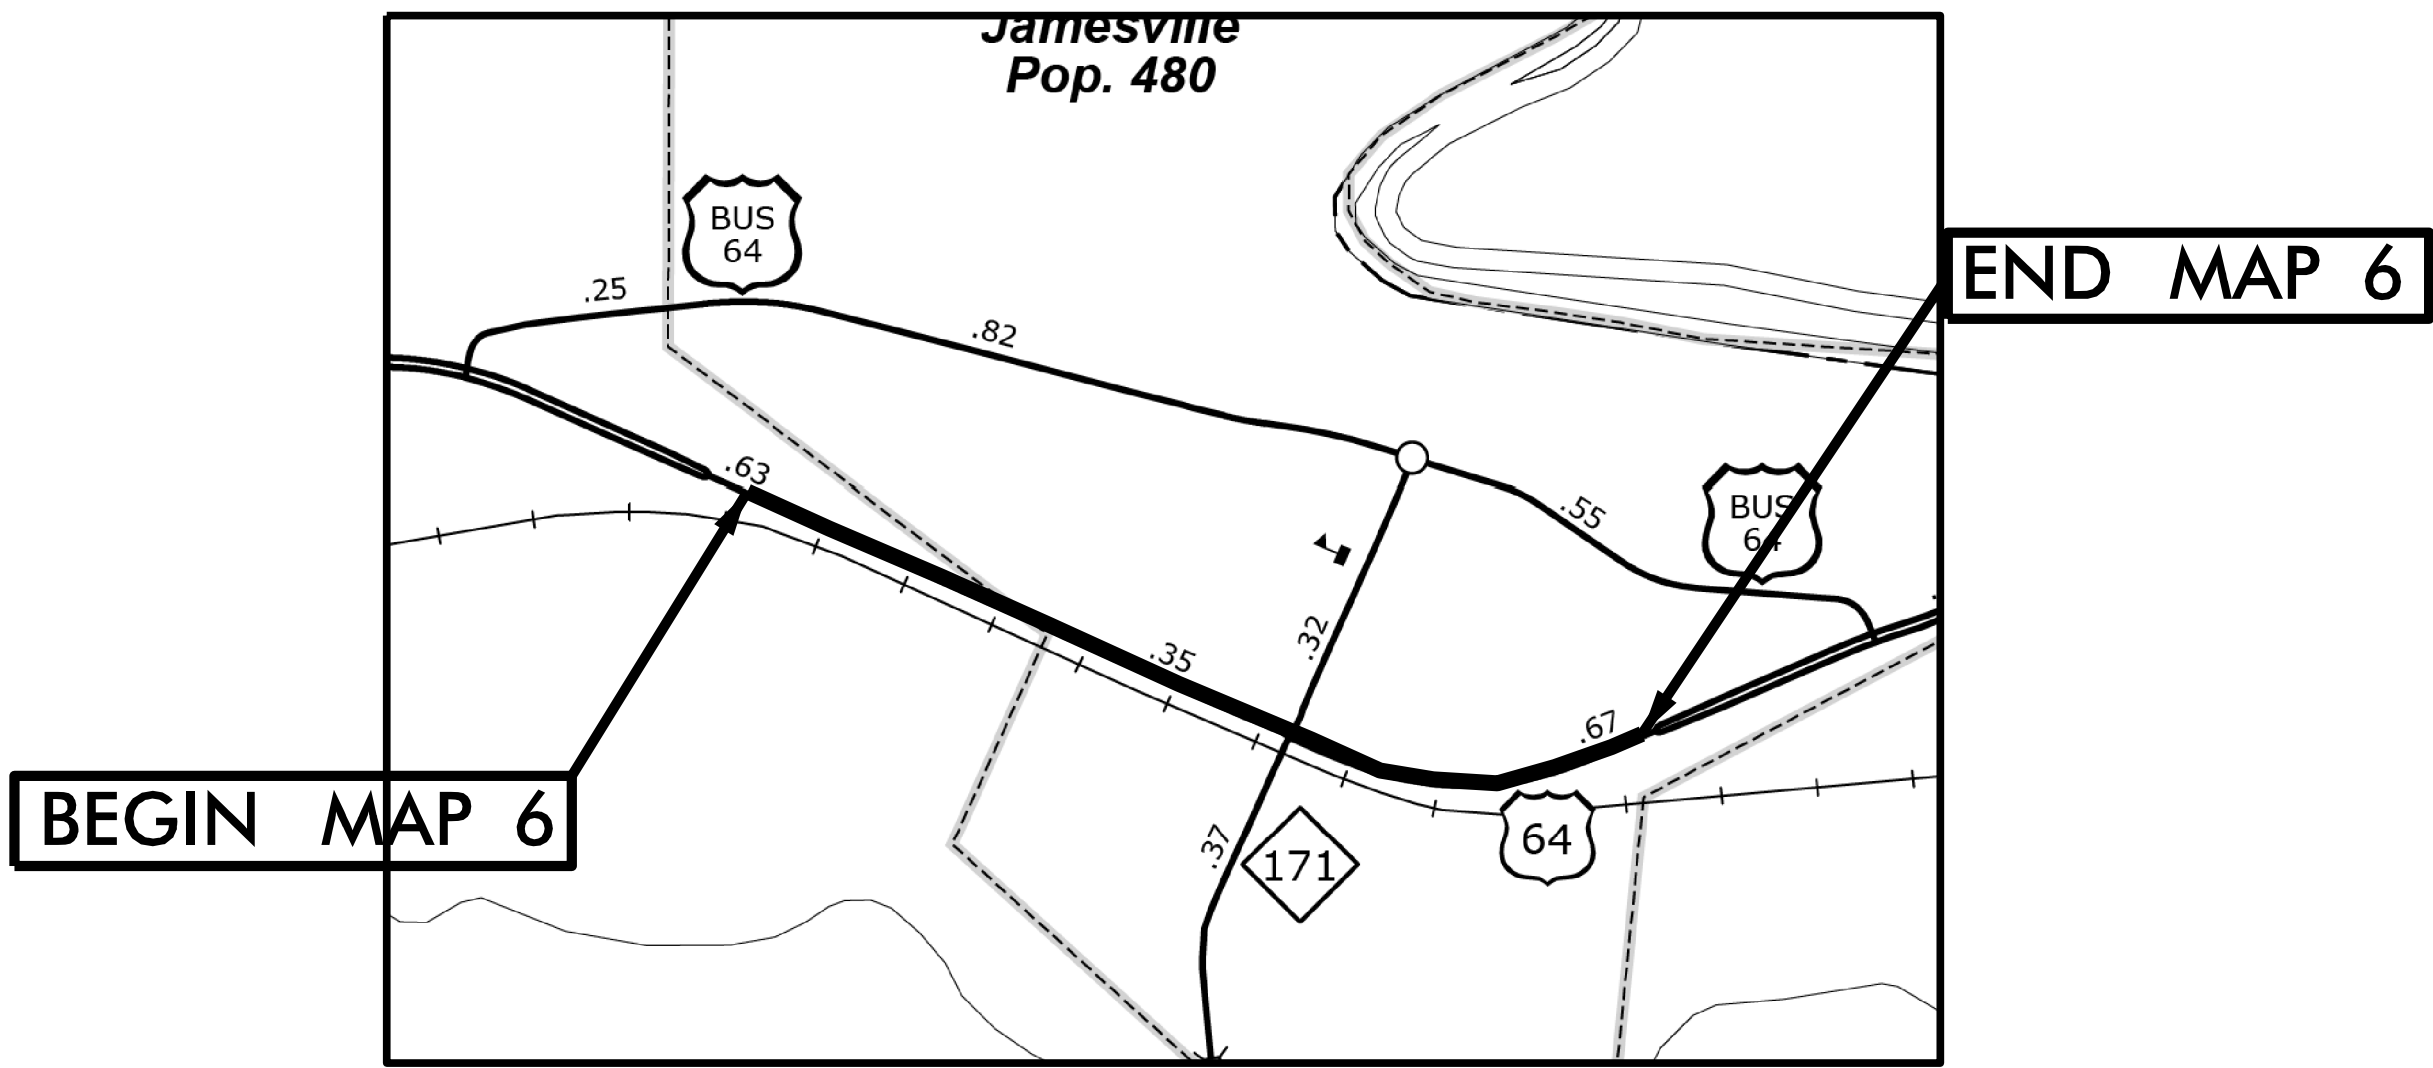 Jamesville
Pop. 480
BUS
64
.25
.82
END MAP 6
.63
.55
BUS
64
.35
.32
.67
BEGIN MAP 6
.37
171
64